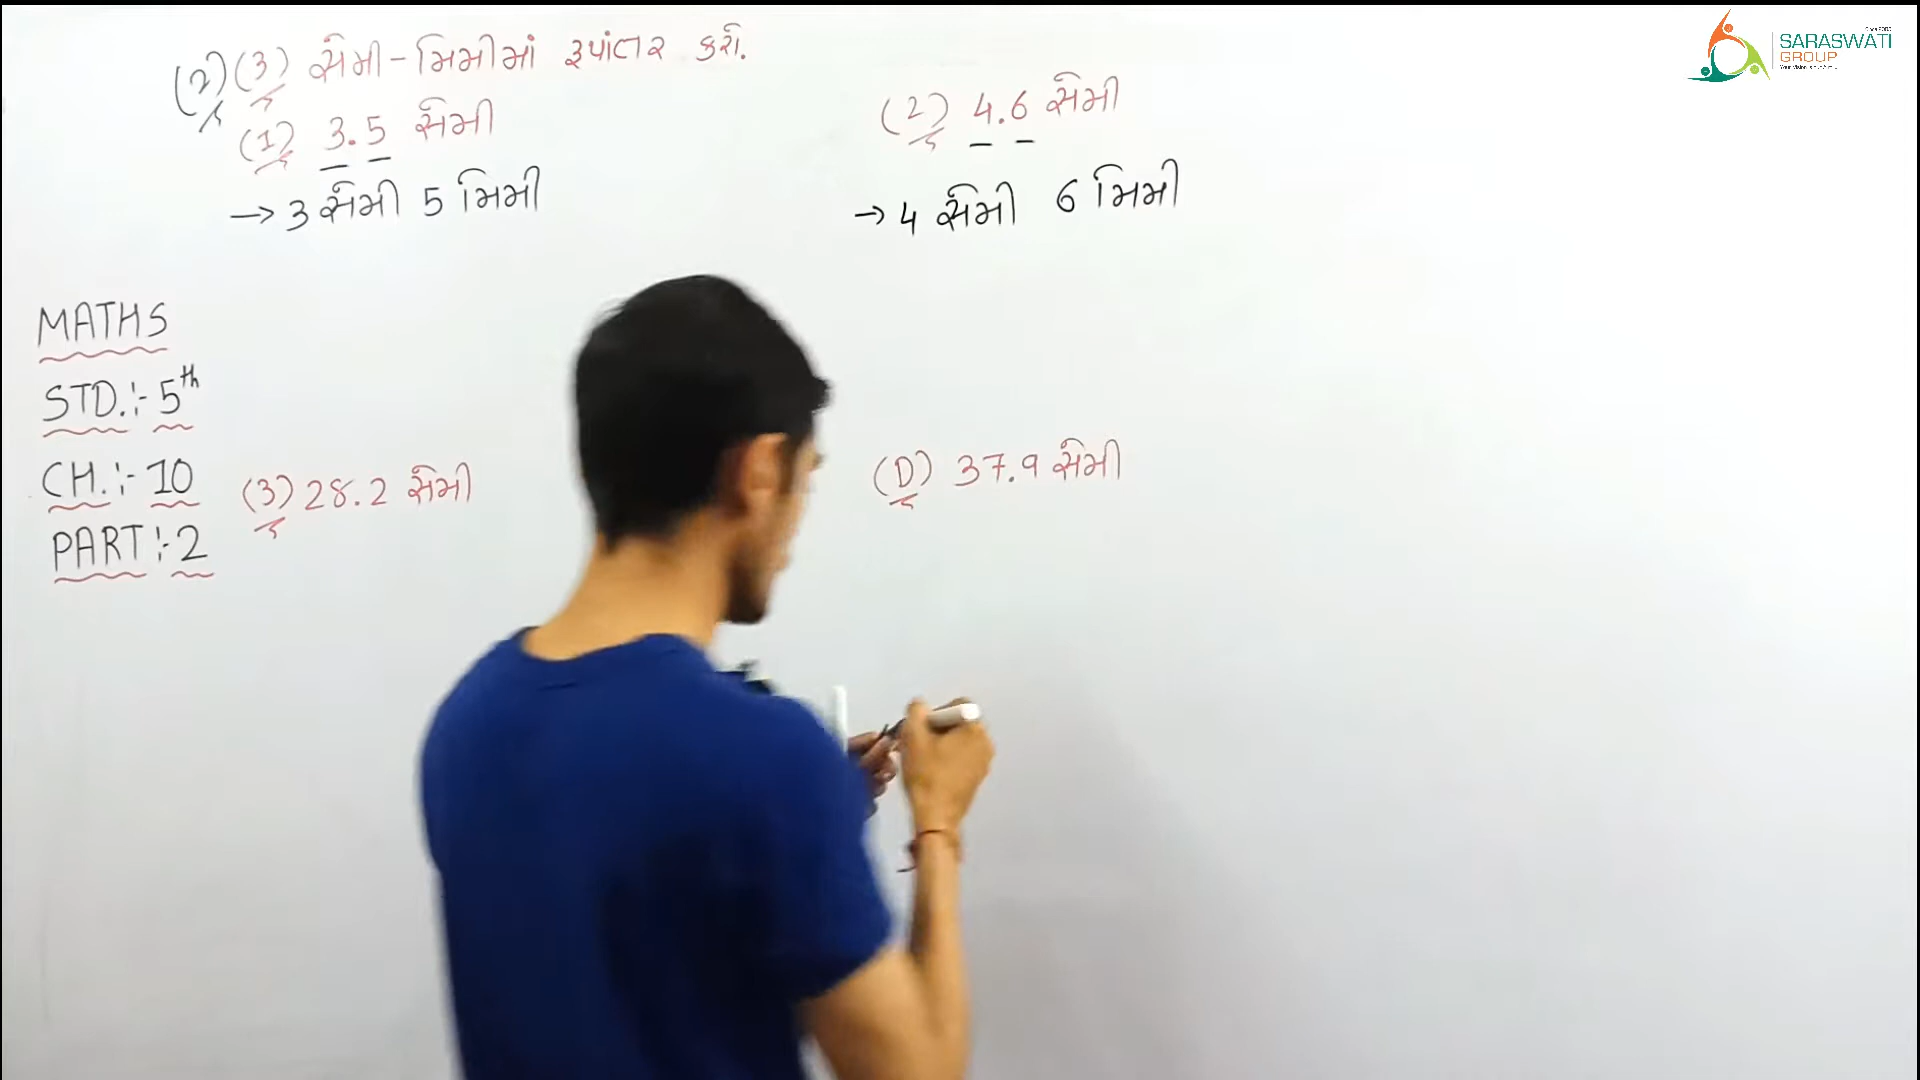 (2) (3) સેમી-મિમીમાં રૂપાંતર કરો.
(1) 3.5 સેમી
→ 3 સેમી 5 મિમી
(2) 4.6 સેમી
→ 4 સેમી 6 મિમી
MATHS
STD.:- 5th
CH.:- 10
PART:- 2
(3) 28.2 સેમી
(D) 37.9 સેમી
SARASWATI
GROUP